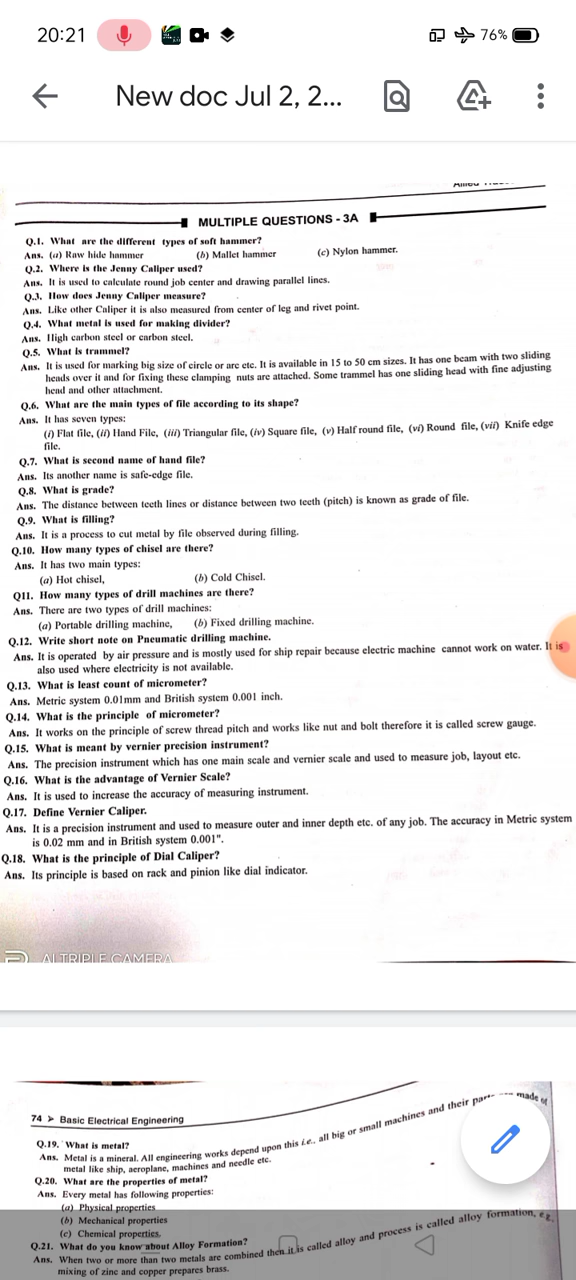 20:21
76%
New doc Jul 2, 2...
MULTIPLE QUESTIONS - 3A
Q.1. What are the different types of soft hammer?
Ans. (a) Raw hide hammer (b) Mallet hammer (c) Nylon hammer.
Q.2. Where is the Jenny Caliper used?
Ans. It is used to calculate round job center and drawing parallel lines.
Q.3. How does Jenny Caliper measure?
Ans. Like other Caliper it is also measured from center of leg and rivet point.
Q.4. What metal is used for making divider?
Ans. High carbon steel or carbon steel.
Q.5. What is trammel?
Ans. It is used for marking big size of circle or arc etc. It is available in 15 to 50 cm sizes. It has one beam with two sliding
heads over it and for fixing these clamping nuts are attached. Some trammel has one sliding head with fine adjusting
head and other attachment.
Q.6. What are the main types of file according to its shape?
Ans. It has seven types:
(i) Flat file, (ii) Hand File, (iii) Triangular file, (iv) Square file, (v) Half round file, (vi) Round file, (vii) Knife edge
file.
Q.7. What is second name of hand file?
Ans. Its another name is safe-edge file.
Q.8. What is grade?
Ans. The distance between teeth lines or distance between two teeth (pitch) is known as grade of file.
Q.9. What is filling?
Ans. It is a process to cut metal by file observed during filling.
Q.10. How many types of chisel are there?
Ans. It has two main types:
(a) Hot chisel, (b) Cold Chisel.
Q11. How many types of drill machines are there?
Ans. There are two types of drill machines:
(a) Portable drilling machine, (b) Fixed drilling machine.
Q.12. Write short note on Pneumatic drilling machine.
Ans. It is operated by air pressure and is mostly used for ship repair because electric machine cannot work on water. It is
also used where electricity is not available.
Q.13. What is least count of micrometer?
Ans. Metric system 0.01mm and British system 0.001 inch.
Q.14. What is the principle of micrometer?
Ans. It works on the principle of screw thread pitch and works like nut and bolt therefore it is called screw gauge.
Q.15. What is meant by vernier precision instrument?
Ans. The precision instrument which has one main scale and vernier scale and used to measure job, layout etc.
Q.16. What is the advantage of Vernier Scale?
Ans. It is used to increase the accuracy of measuring instrument.
Q.17. Define Vernier Caliper.
Ans. It is a precision instrument and used to measure outer and inner depth etc. of any job. The accuracy in Metric system
is 0.02 mm and in British system 0.001".
Q.18. What is the principle of Dial Caliper?
Ans. Its principle is based on rack and pinion like dial indicator.
AI TRIPLE CAMERA
74 ➤ Basic Electrical Engineering
Q.19. What is metal?
Ans. Metal is a mineral. All engineering works depend upon this i.e., all big or small machines and their made of
metal like ship, aeroplane, machines and needle etc.
Q.20. What are the properties of metal?
Ans. Every metal has following properties:
(a) Physical properties
(b) Mechanical properties
(c) Chemical properties.
Q.21. What do you know about Alloy Formation?
Ans. When two or more than two metals are combined then it is called alloy and process is called alloy formation, e.g.
mixing of zinc and copper prepares brass.